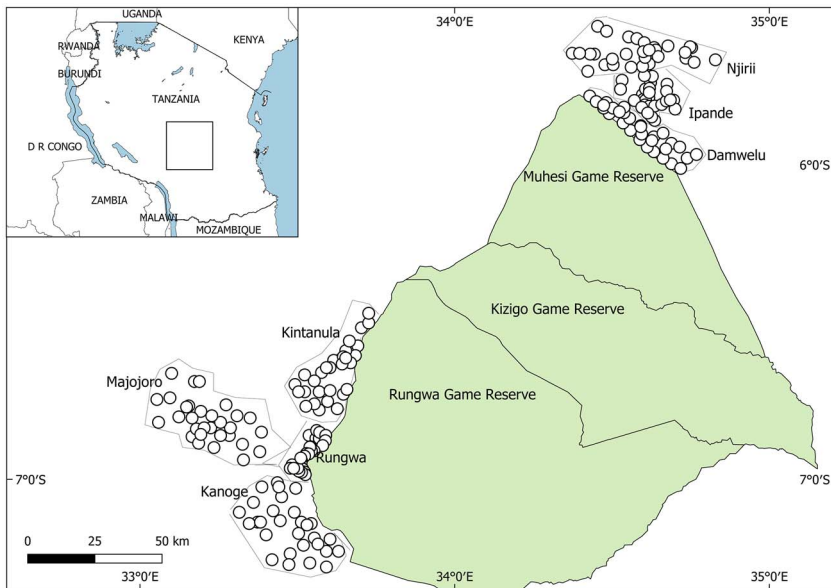 UGANDA
RWANDA
KENYA
BURUNDI
TANZANIA
D R CONGO
ZAMBIA
MALAWI
MOZAMBIQUE
34°0'E
35°0'E
Njirii
Ipande
Damwelu
6°0'S
Muhesi Game Reserve
Kizigo Game Reserve
Kintanula
Majojoro
Rungwa Game Reserve
Rungwa
7°0'S
Kanoge
7°0'S
0 25 50 km
33°0'E
34°0'E
35°0'E